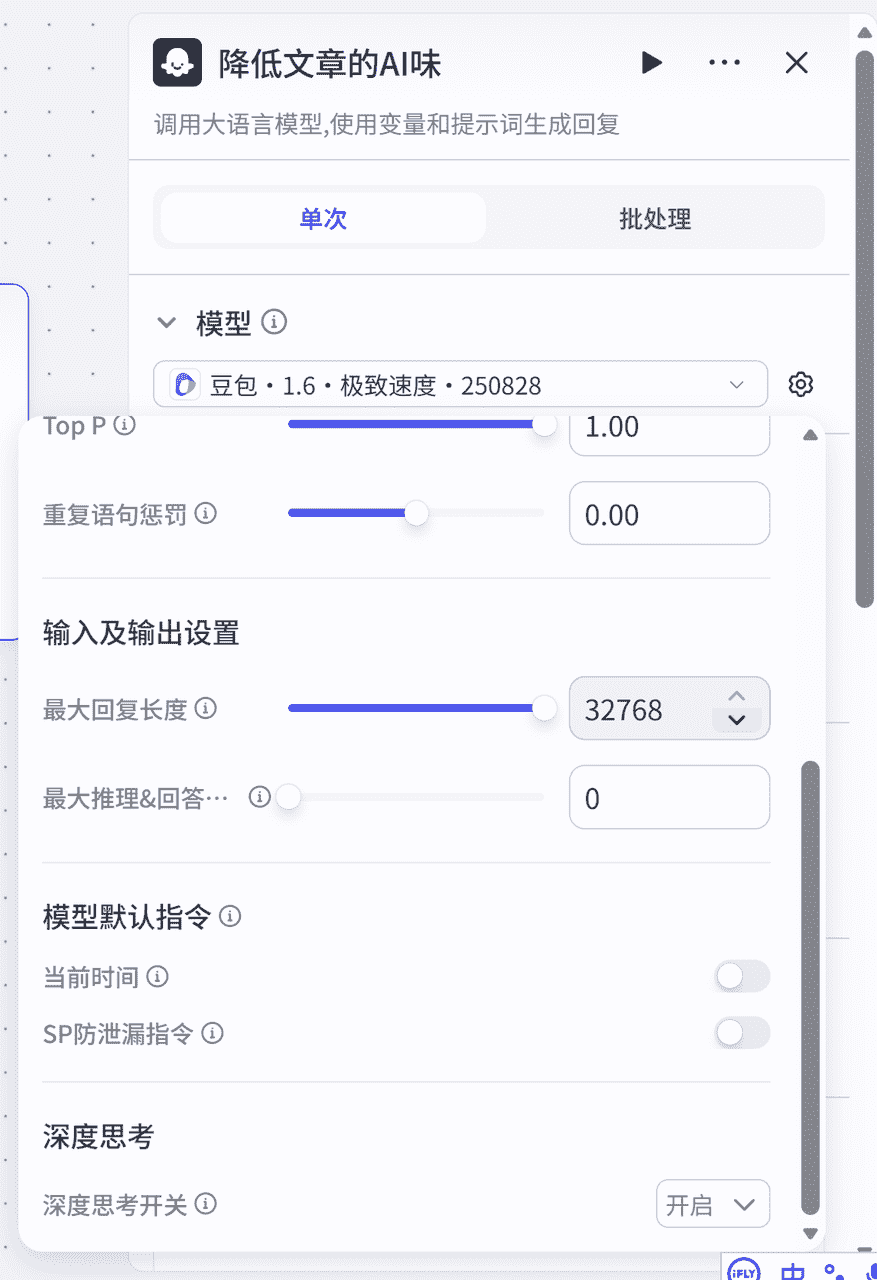 降低文章的AI味
调用大语言模型,使用变量和提示词生成回复
单次
批处理
模型
豆包・1.6・极致速度・250828
Top P
1.00
重复语句惩罚
0.00
输入及输出设置
最大回复长度
32768
最大推理&回答…
0
模型默认指令
当前时间
SP防泄漏指令
深度思考
深度思考开关
开启
iFLY
中